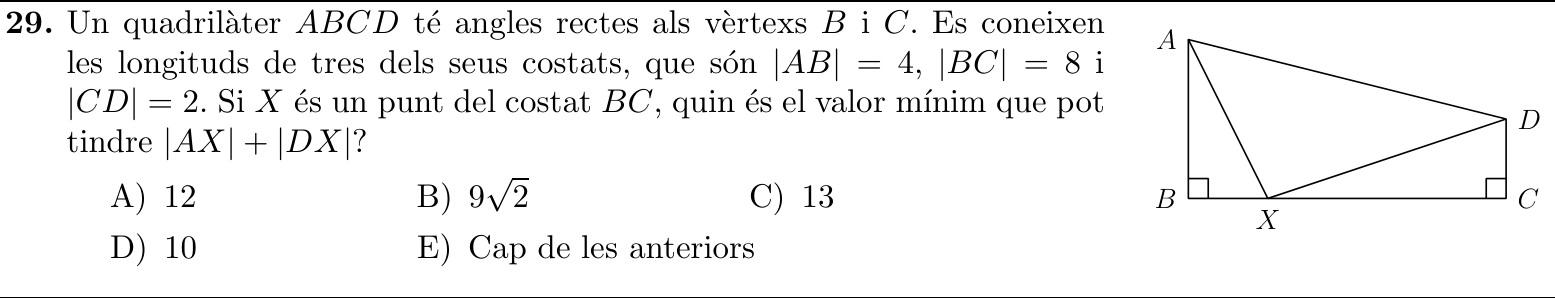 29. Un quadrilàter ABCD té angles rectes als vèrtexs B i C. Es coneixen
les longituds de tres dels seus costats, que són |AB| = 4, |BC| = 8 i
|CD| = 2. Si X és un punt del costat BC, quin és el valor mínim que pot
tindre |AX| + |DX|?
A) 12 B) 9√2 C) 13
D) 10 E) Cap de les anteriors
A
D
B
C
X